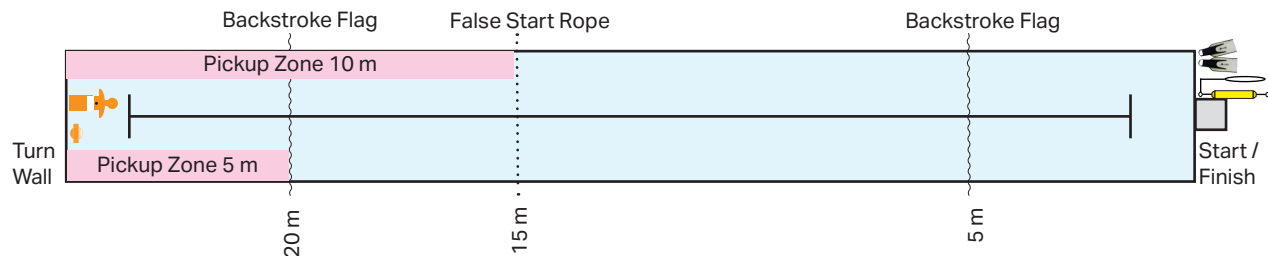 Backstroke Flag
False Start Rope
Backstroke Flag
Pickup Zone 10 m
Turn
Wall
Pickup Zone 5 m
Start /
Finish
20 m
15 m
5 m